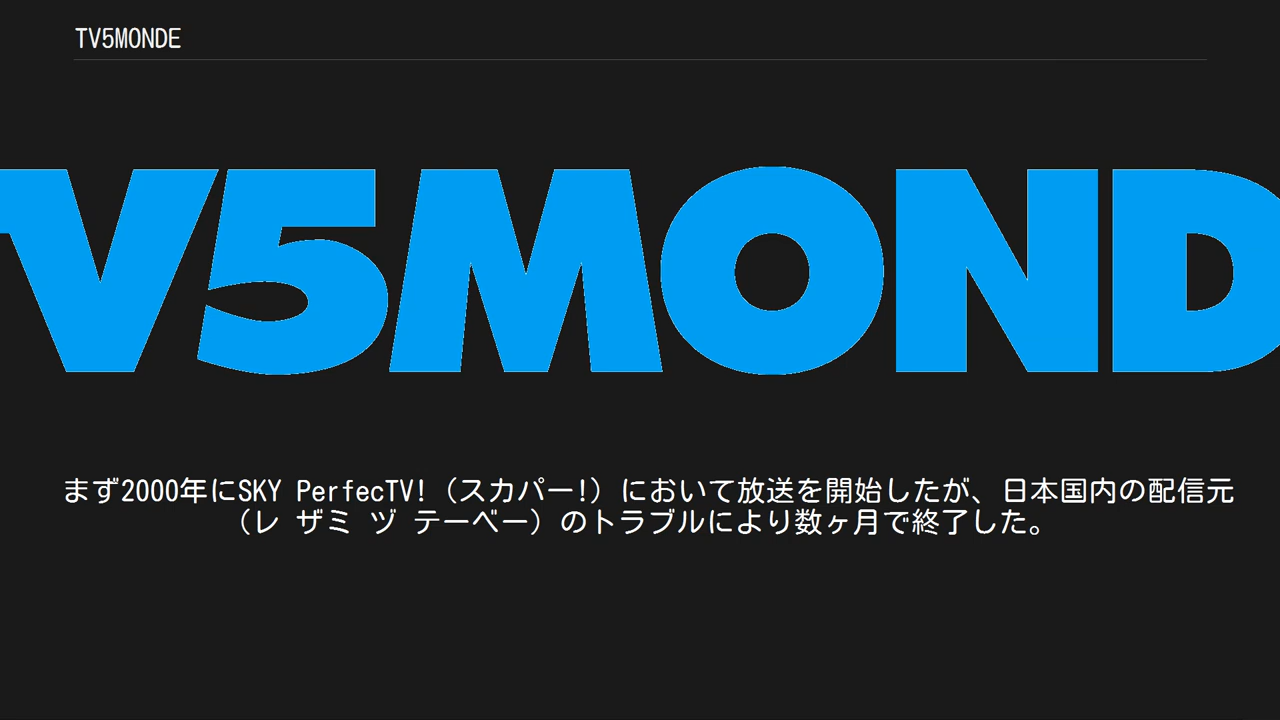 TV5MONDE
V5MOND
まず2000年にSKY PerfecTV!（スカパー!）において放送を開始したが、日本国内の配信元
（レ ザミ ヅ テーベー）のトラブルにより数ヶ月で終了した。